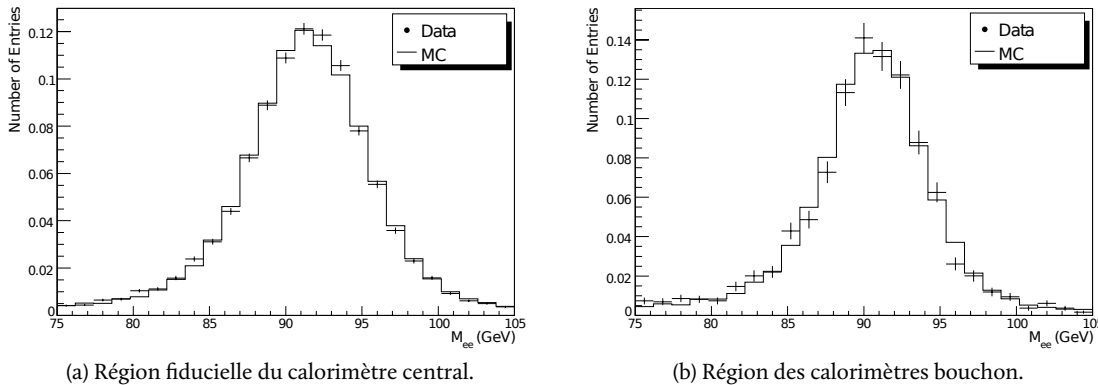 Number of Entries
0.12
0.1
0.08
0.06
0.04
0.02
0
75 80 85 90 95 100 105
M_ee (GeV)
Data
MC
(a) Région fiducielle du calorimètre central.
Number of Entries
0.14
0.12
0.1
0.08
0.06
0.04
0.02
0
75 80 85 90 95 100 105
M_ee (GeV)
Data
MC
(b) Région des calorimètres bouchon.